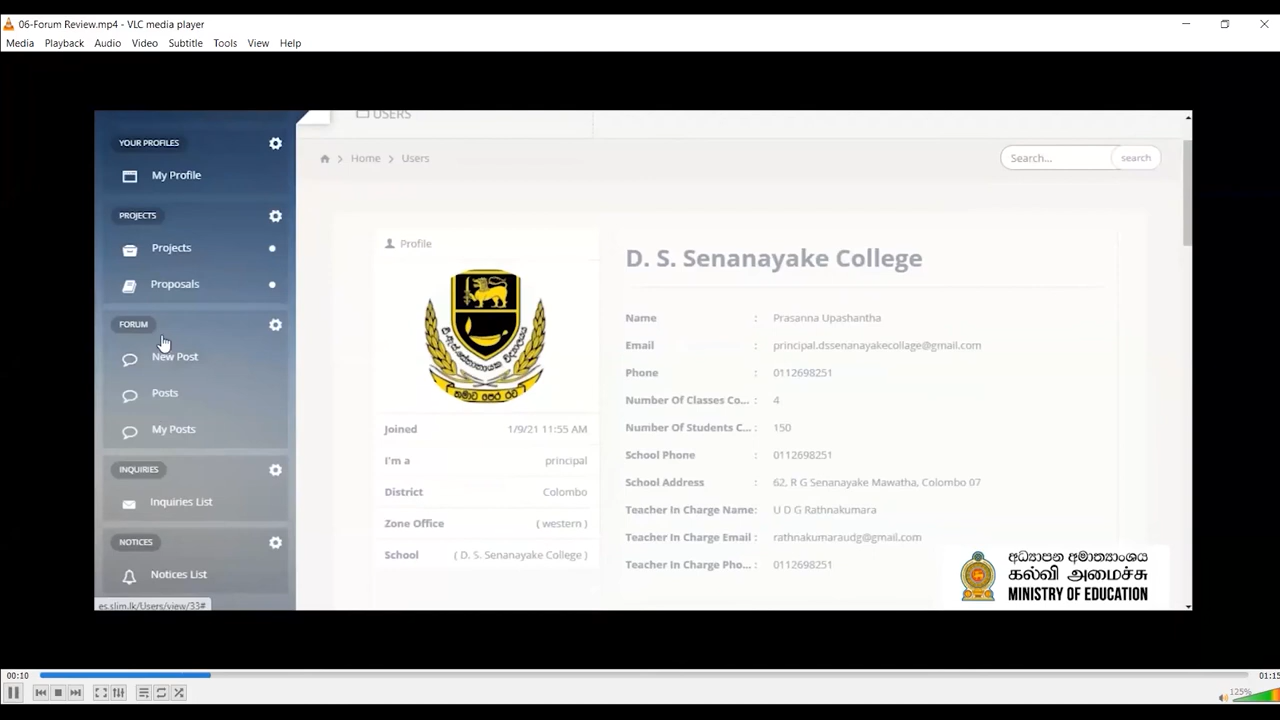 06-Forum Review.mp4 - VLC media player
Media Playback Audio Video Subtitle Tools View Help
USERS
YOUR PROFILES
Home > Users
Search... search
My Profile
PROJECTS
Projects
Proposals
FORUM
New Post
Posts
My Posts
INQUIRIES
Inquiries List
NOTICES
Notices List
Profile
Joined 1/9/21 11:55 AM
I'm a principal
District Colombo
Zone Office ( western )
School ( D. S. Senanayake College )
D. S. Senanayake College
Name : Prasanna Upashantha
Email : principal.dssenanayakecollage@gmail.com
Phone : 0112698251
Number Of Classes Co... : 4
Number Of Students C... : 150
School Phone : 0112698251
School Address : 62, R G Senanayake Mawatha, Colombo 07
Teacher In Charge Name: U D G Rathnakumara
Teacher In Charge Email : rathnakumaraudg@gmail.com
Teacher In Charge Pho... : 0112698251
අධ්‍යාපන අමාත්‍යාංශය
கல்வி அமைச்சு
MINISTRY OF EDUCATION
es.slim.lk/Users/view/33#
00:10
01:15
125%